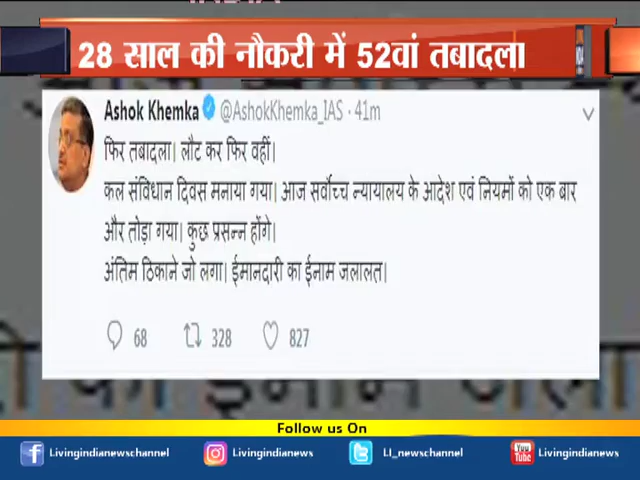 28 साल की नौकरी में 52वां तबादला
Ashok Khemka @AshokKhemka_IAS · 41m
फिर तबादला। लौट कर फिर वहीं।
कल संविधान दिवस मनाया गया। आज सर्वोच्च न्यायालय के आदेश एवं नियमों को एक बार
और तोड़ा गया। कुछ प्रसन्न होंगे।
अंतिम ठिकाने जो लगा। ईमानदारी का ईनाम जलालत।
68 328 827
Follow us On
Livingindianewschannel Livingindianews LI_newschannel Livingindianewschannel